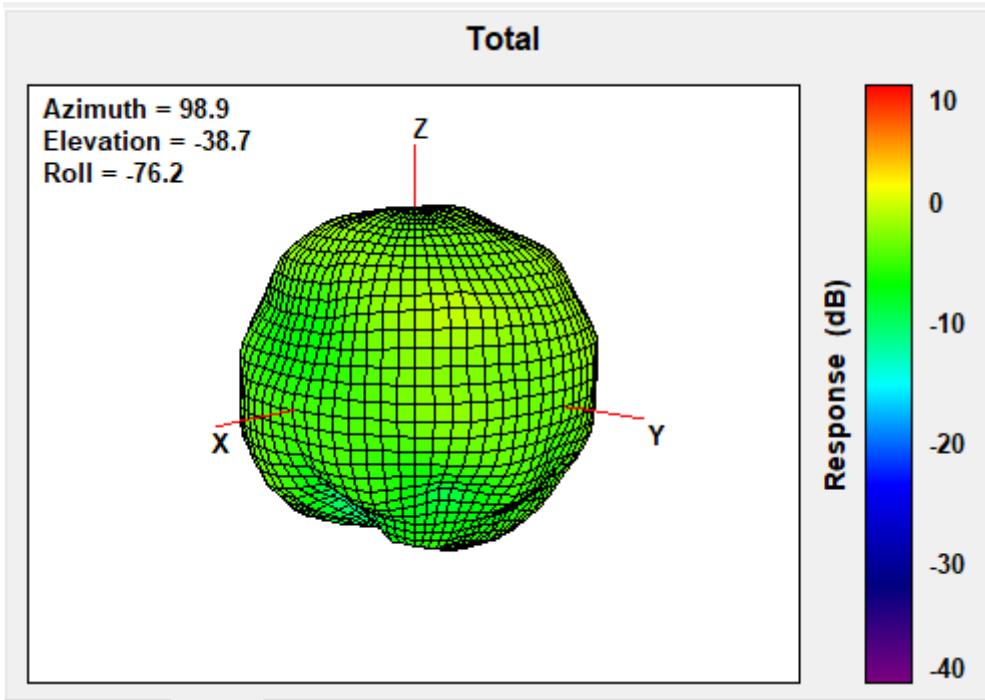 Total
Azimuth = 98.9
Elevation = -38.7
Roll = -76.2
Z
X
Y
10
0
-10
-20
-30
-40
Response (dB)